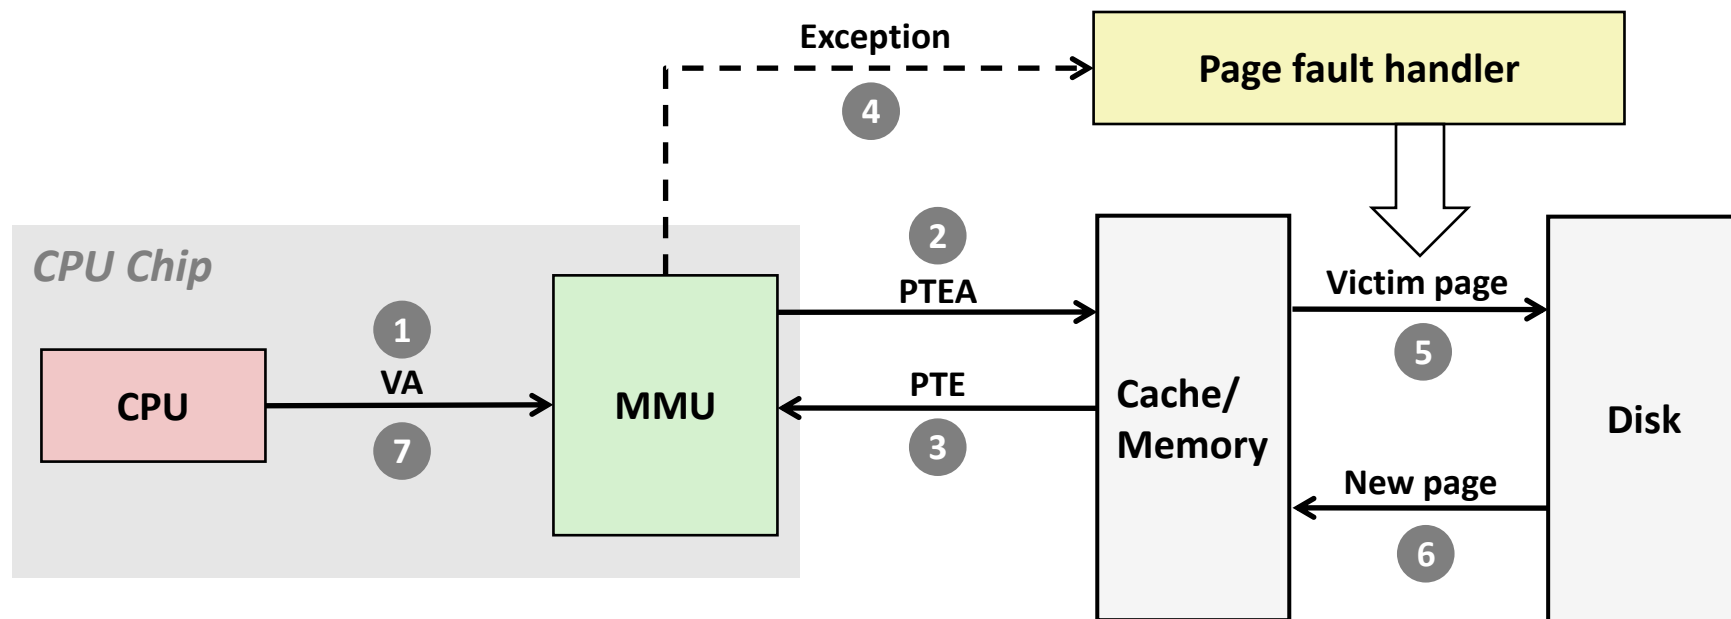 Exception
Page fault handler
4
CPU Chip
2
PTEA
Victim page
1
VA
5
CPU
MMU
PTE
Cache/
Memory
Disk
7
3
New page
6